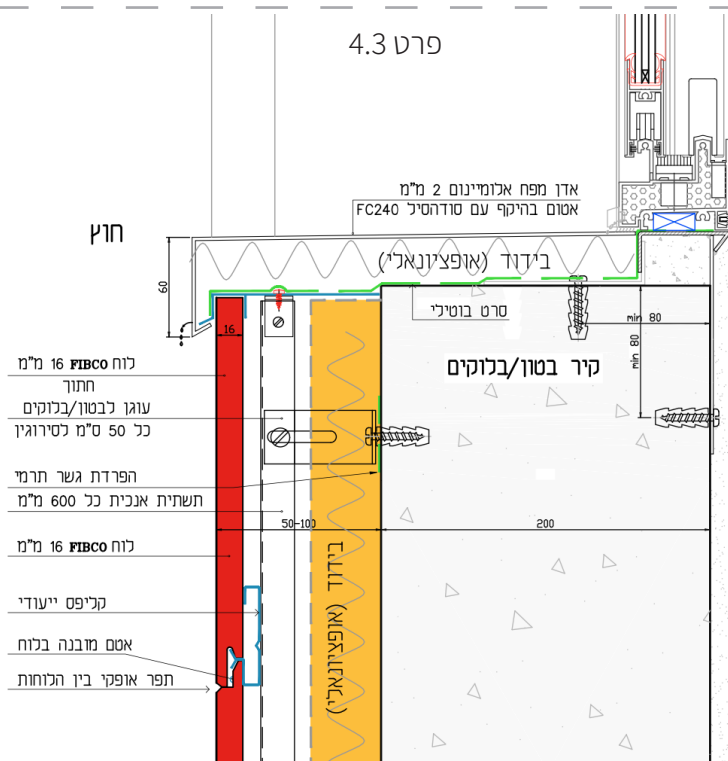 פרט 4.3
אדן מפח אלומיינום 2 מ"מ
אטום בהיקף עם סודהסיל FC240
חוץ
בידוד (אופציונאלי)
60
סרט בוטילי
min 80
min 80
16
קיר בטון/בלוקים
לוח FIBCO 16 מ"מ
חתוך
עוגן לבטון/בלוקים
כל 50 ס"מ לסירוגין
הפרדת גשר תרמי
תשתית אנכית כל 600 מ"מ
50-100
200
לוח FIBCO 16 מ"מ
בידוד (אופציונאלי)
קליפס ייעודי
אטם מובנה בלוח
תפר אופקי בין הלוחות